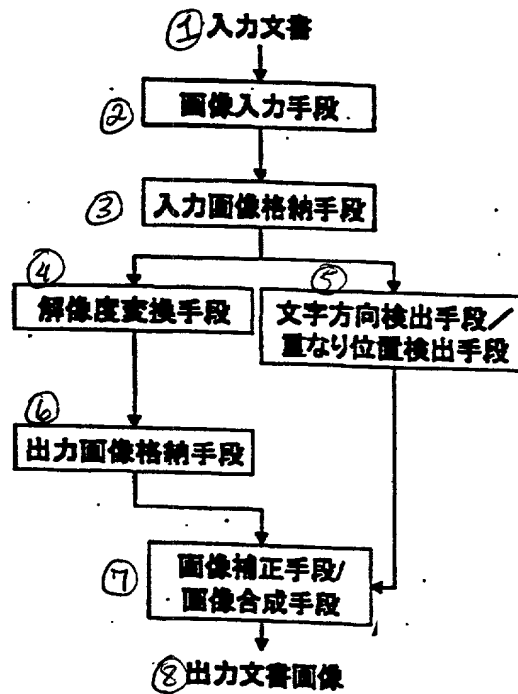 ① 入力文書
② 画像入力手段
③ 入力画像格納手段
④ 解像度変換手段
⑤ 文字方向検出手段/
重なり位置検出手段
⑥ 出力画像格納手段
⑦ 画像補正手段/
画像合成手段
⑧ 出力文書画像